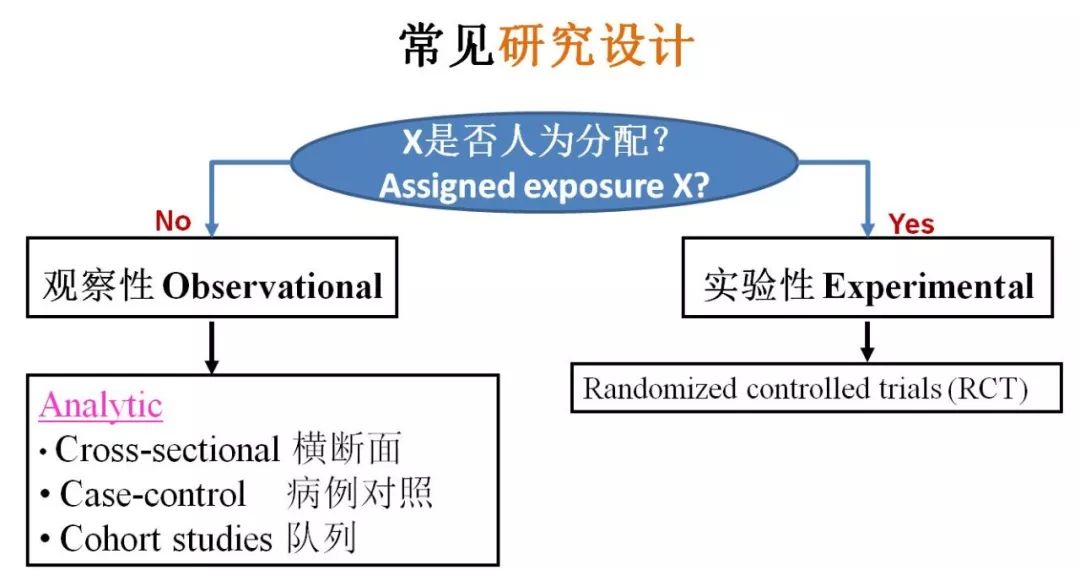 常见研究设计
X是否人为分配？
Assigned exposure X?
No
Yes
观察性 Observational
实验性 Experimental
Analytic
• Cross-sectional 横断面
• Case-control 病例对照
• Cohort studies 队列
Randomized controlled trials (RCT)